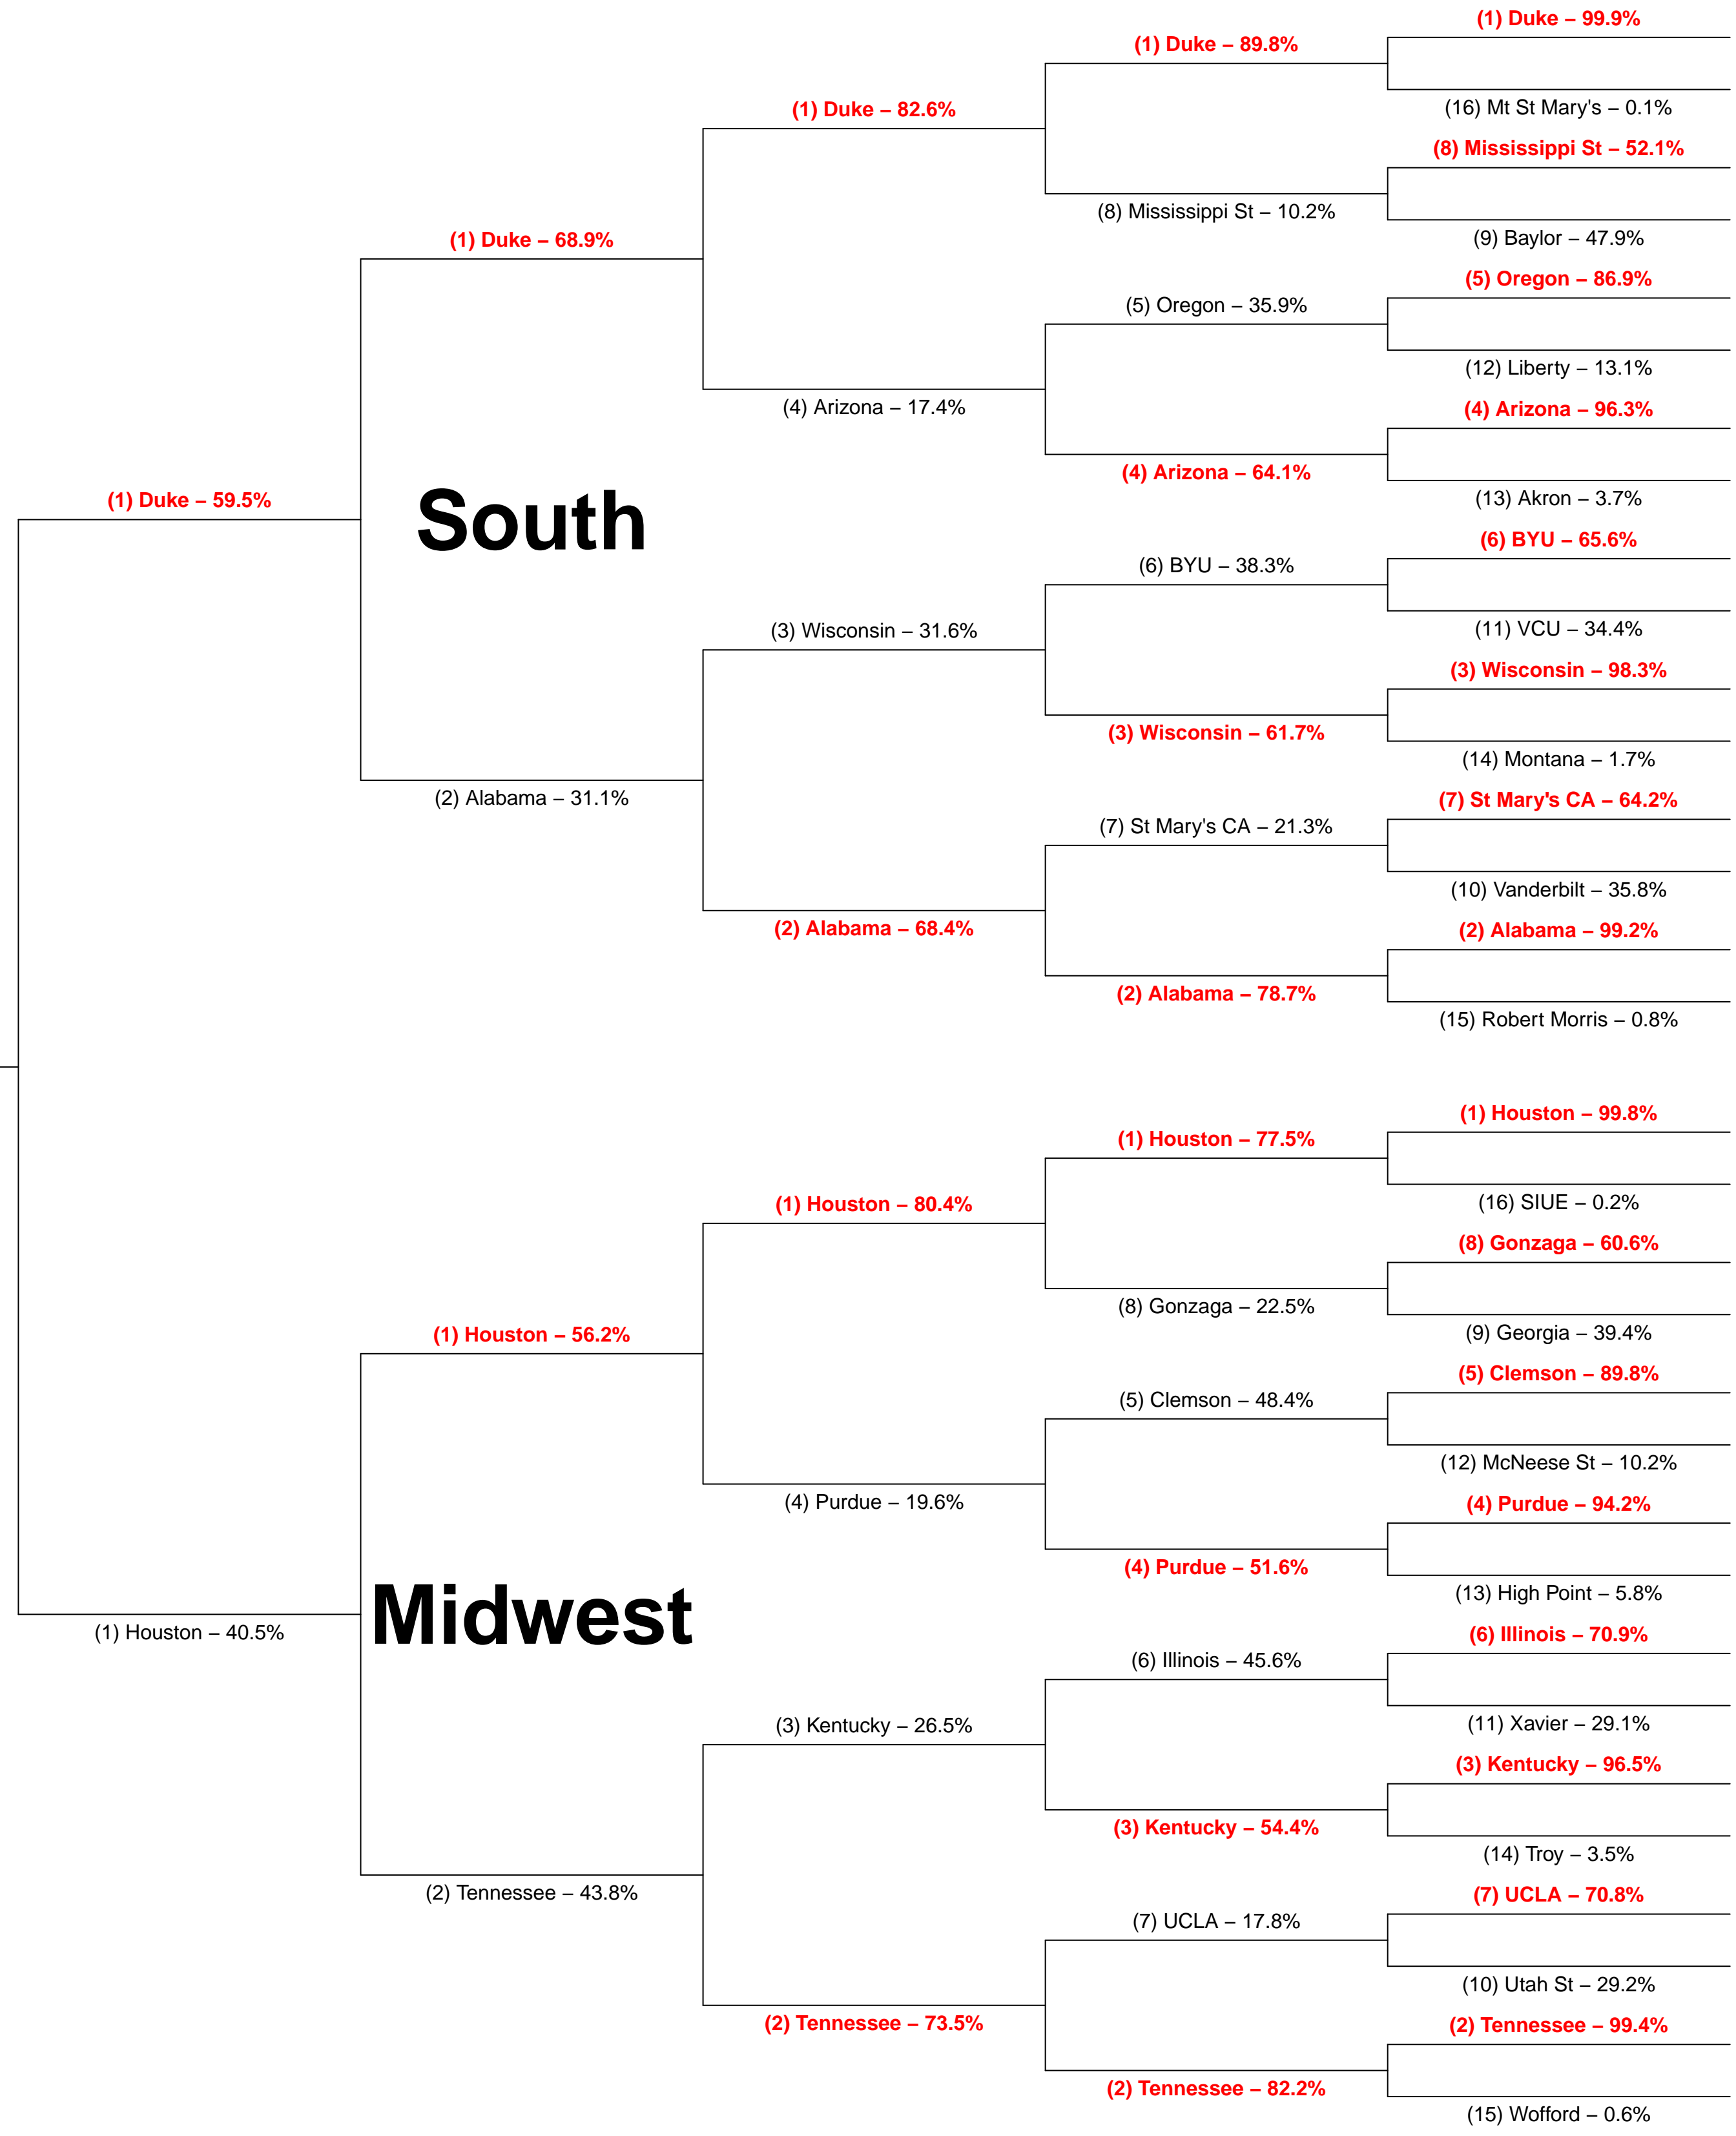 (1) Duke – 99.9%
(1) Duke – 89.8%
(1) Duke – 82.6%
(16) Mt St Mary's – 0.1%
(8) Mississippi St – 52.1%
(8) Mississippi St – 10.2%
(1) Duke – 68.9%
(9) Baylor – 47.9%
(5) Oregon – 86.9%
(5) Oregon – 35.9%
(12) Liberty – 13.1%
(4) Arizona – 17.4%
(4) Arizona – 96.3%
(4) Arizona – 64.1%
(1) Duke – 59.5%
South
(13) Akron – 3.7%
(6) BYU – 65.6%
(6) BYU – 38.3%
(3) Wisconsin – 31.6%
(11) VCU – 34.4%
(3) Wisconsin – 98.3%
(3) Wisconsin – 61.7%
(14) Montana – 1.7%
(2) Alabama – 31.1%
(7) St Mary's CA – 64.2%
(7) St Mary's CA – 21.3%
(10) Vanderbilt – 35.8%
(2) Alabama – 68.4%
(2) Alabama – 99.2%
(2) Alabama – 78.7%
(15) Robert Morris – 0.8%
(1) Houston – 99.8%
(1) Houston – 77.5%
(1) Houston – 80.4%
(16) SIUE – 0.2%
(8) Gonzaga – 60.6%
(8) Gonzaga – 22.5%
(1) Houston – 56.2%
(9) Georgia – 39.4%
(5) Clemson – 89.8%
(5) Clemson – 48.4%
(12) McNeese St – 10.2%
(4) Purdue – 19.6%
(4) Purdue – 94.2%
(4) Purdue – 51.6%
(13) High Point – 5.8%
Midwest
(1) Houston – 40.5%
(6) Illinois – 70.9%
(6) Illinois – 45.6%
(3) Kentucky – 26.5%
(11) Xavier – 29.1%
(3) Kentucky – 96.5%
(3) Kentucky – 54.4%
(14) Troy – 3.5%
(2) Tennessee – 43.8%
(7) UCLA – 70.8%
(7) UCLA – 17.8%
(10) Utah St – 29.2%
(2) Tennessee – 73.5%
(2) Tennessee – 99.4%
(2) Tennessee – 82.2%
(15) Wofford – 0.6%